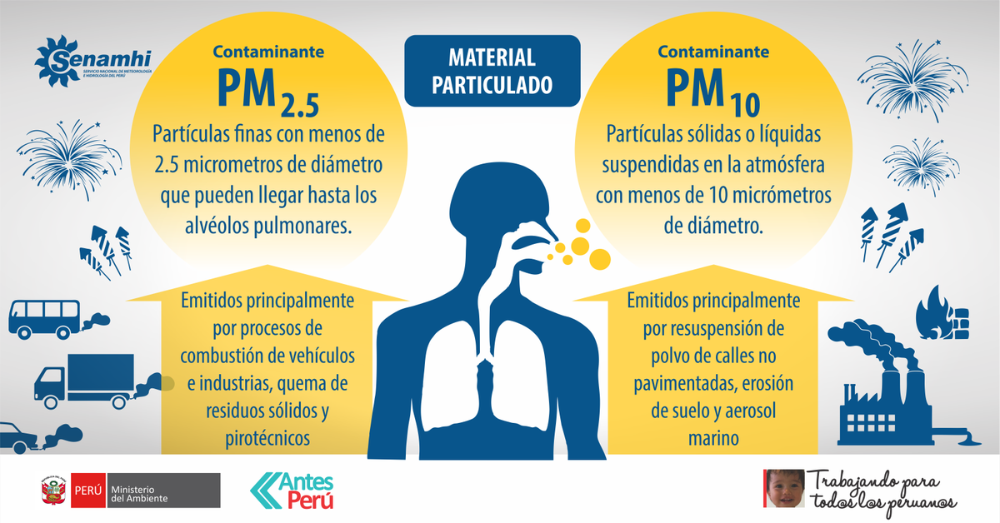 Senamhi
SERVICIO NACIONAL DE METEOROLOGÍA
E HIDROLOGÍA DEL PERÚ
Contaminante
PM 2.5
Partículas finas con menos de
2.5 micrometros de diámetro
que pueden llegar hasta los
alvéolos pulmonares.
Emitidos principalmente
por procesos de
combustión de vehículos
e industrias, quema de
residuos sólidos y
pirotécnicos
MATERIAL
PARTICULADO
Contaminante
PM 10
Partículas sólidas o líquidas
suspendidas en la atmósfera
con menos de 10 micrómetros
de diámetro.
Emitidos principalmente
por resuspensión de
polvo de calles no
pavimentadas, erosión
de suelo y aerosol
marino
PERÚ
Ministerio
del Ambiente
Antes
Perú
Trabajando para
tod@s l@s peruan@s